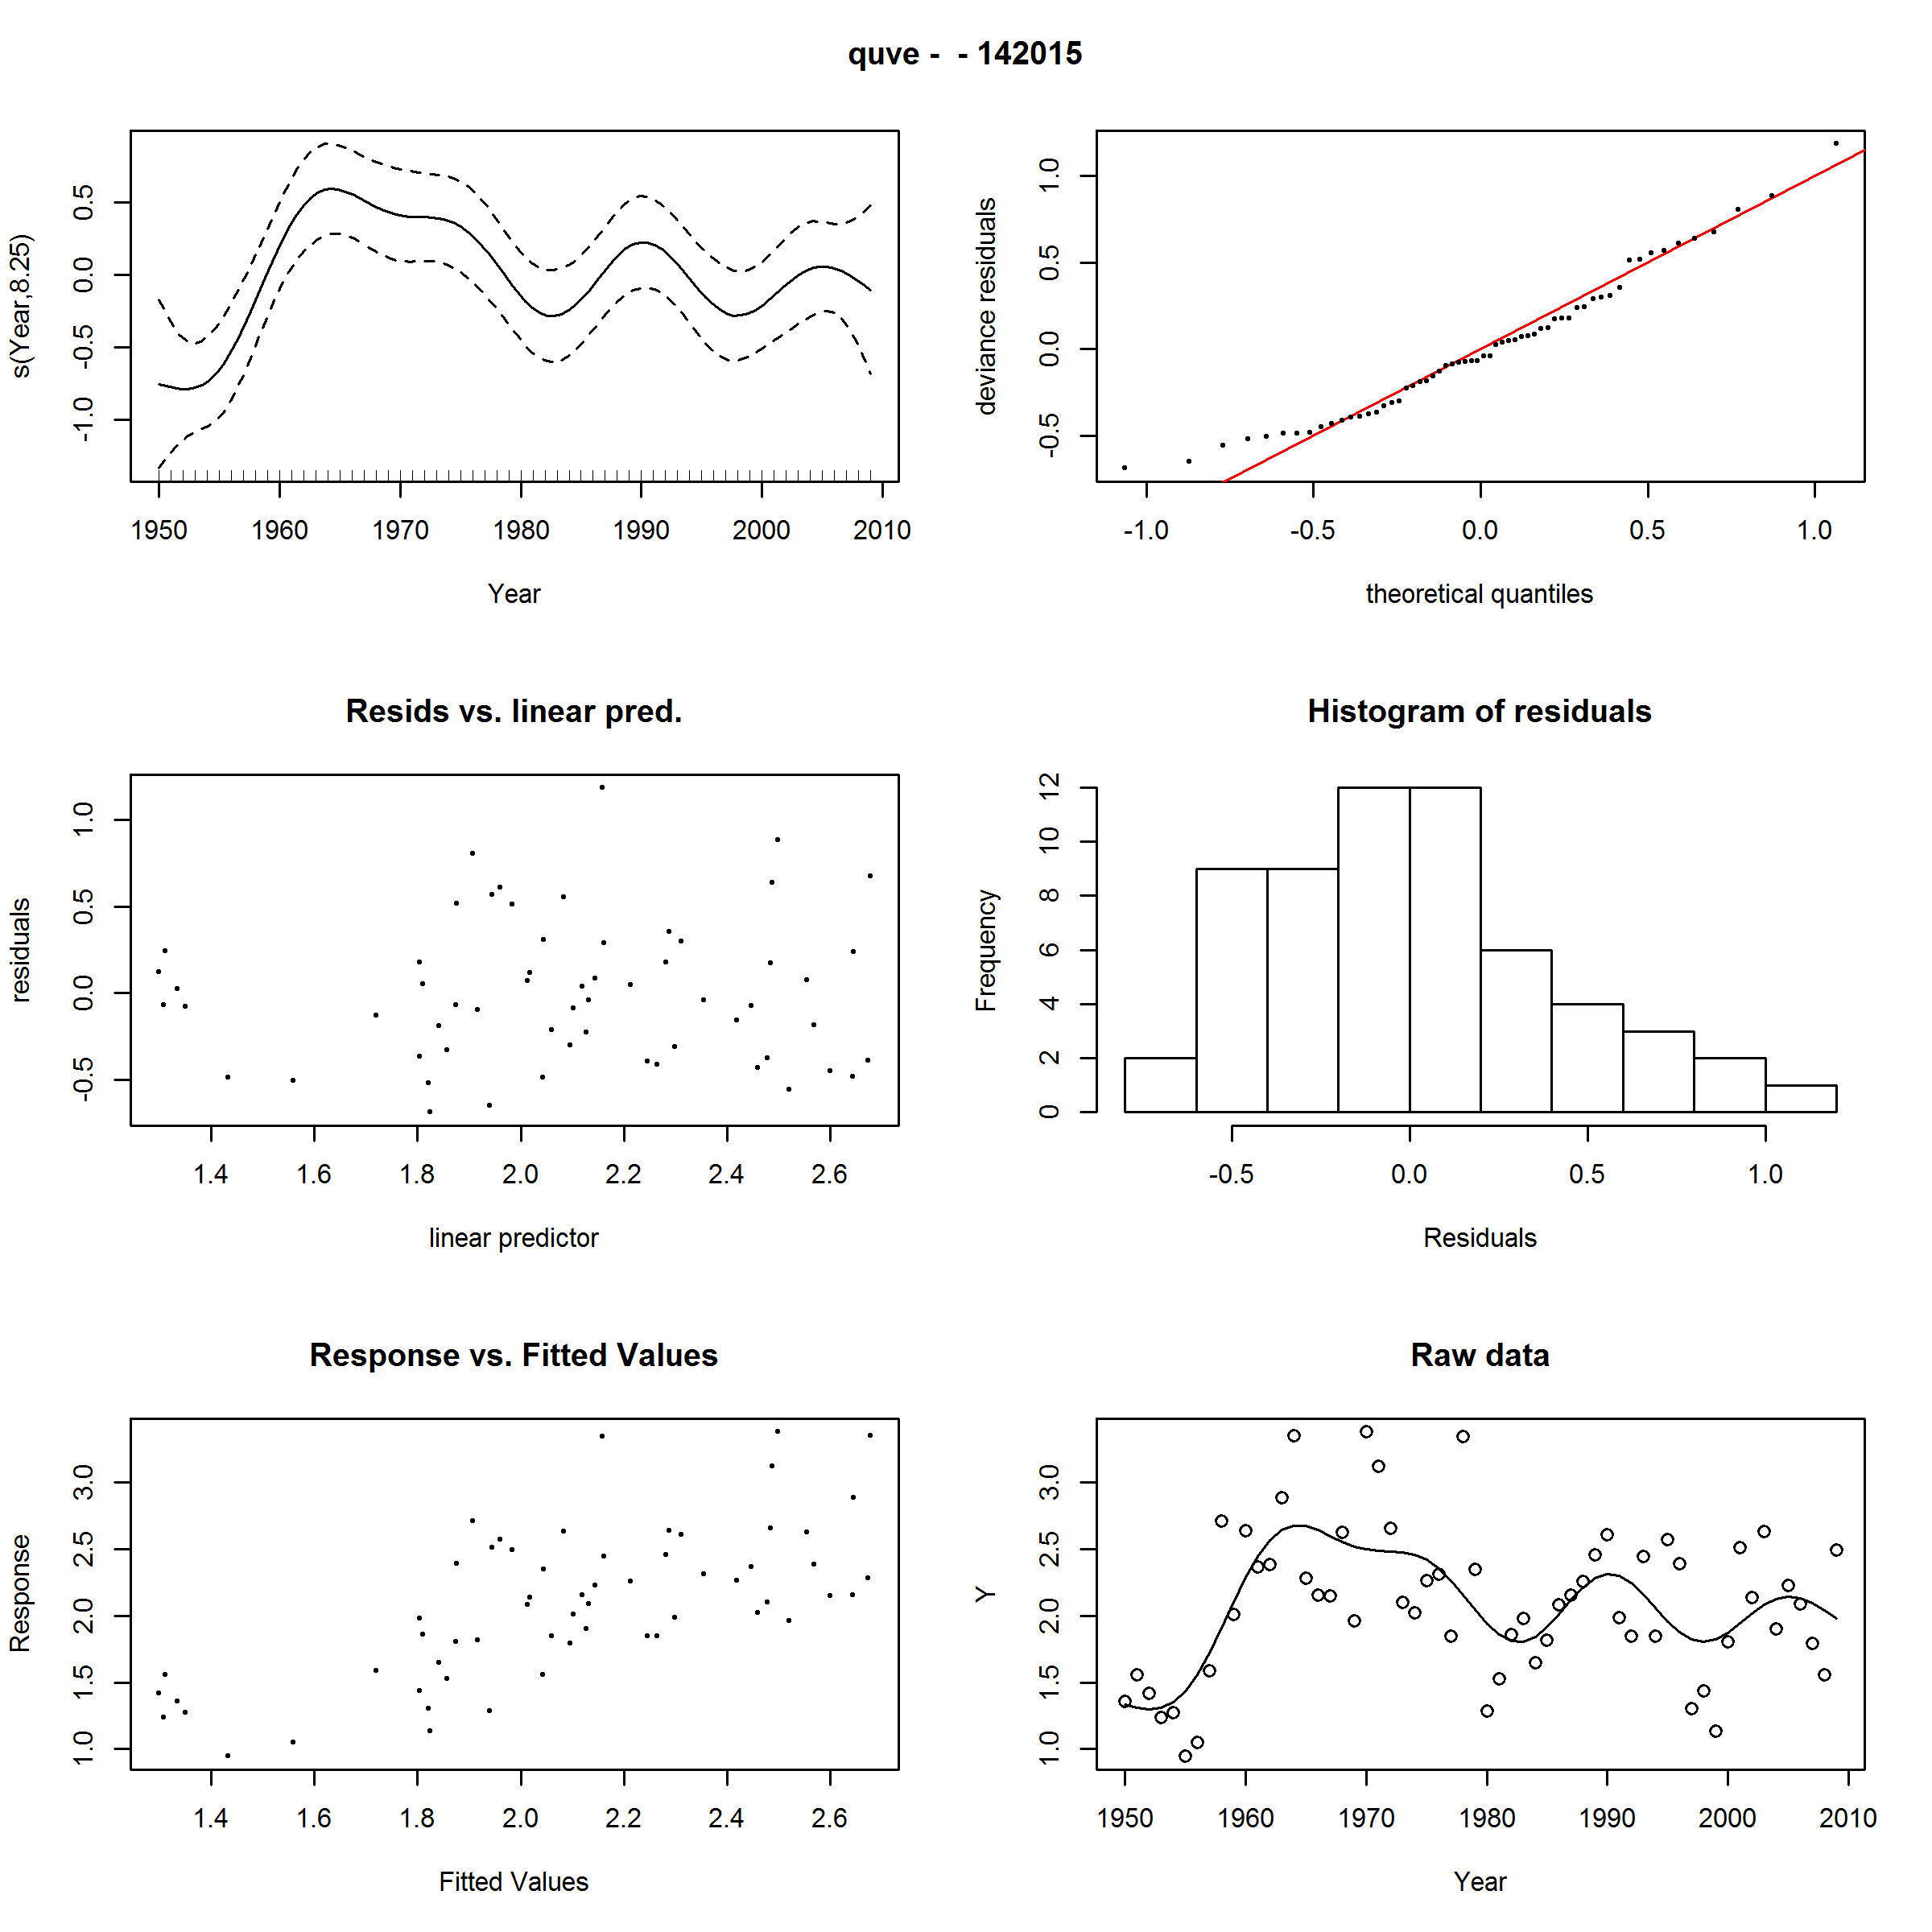 quve -  - 142015
s(Year,8.25)
0.5
0.0
-0.5
-1.0
1950 1960 1970 1980 1990 2000 2010
Year
deviance residuals
1.0
0.5
0.0
-0.5
-1.0 -0.5 0.0 0.5 1.0
theoretical quantiles
Resids vs. linear pred.
residuals
1.0
0.5
0.0
-0.5
1.4 1.6 1.8 2.0 2.2 2.4 2.6
linear predictor
Histogram of residuals
Frequency
12
10
8
6
4
2
0
-0.5 0.0 0.5 1.0
Residuals
Response vs. Fitted Values
Response
3.0
2.5
2.0
1.5
1.0
1.4 1.6 1.8 2.0 2.2 2.4 2.6
Fitted Values
Raw data
Y
3.0
2.5
2.0
1.5
1.0
1950 1960 1970 1980 1990 2000 2010
Year